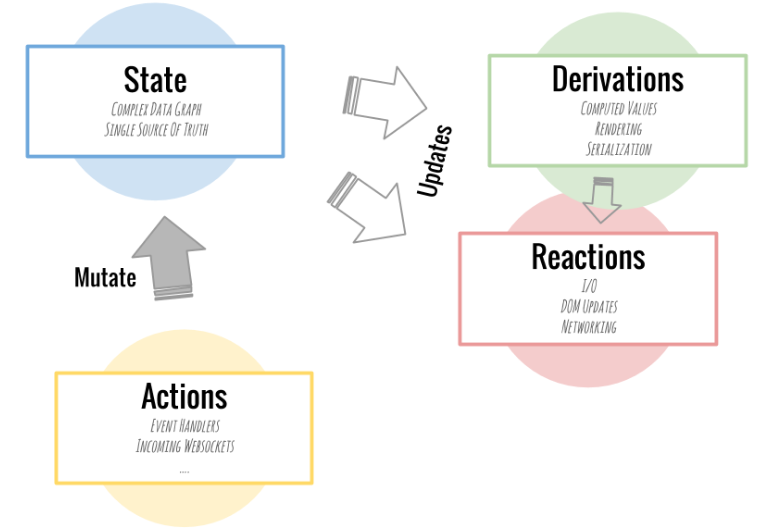 State
Complex Data Graph
Single Source Of Truth
Updates
Derivations
Computed Values
Rendering
Serialization
Reactions
I/O
DOM Updates
Networking
Mutate
Actions
Event Handlers
Incoming Websockets
....